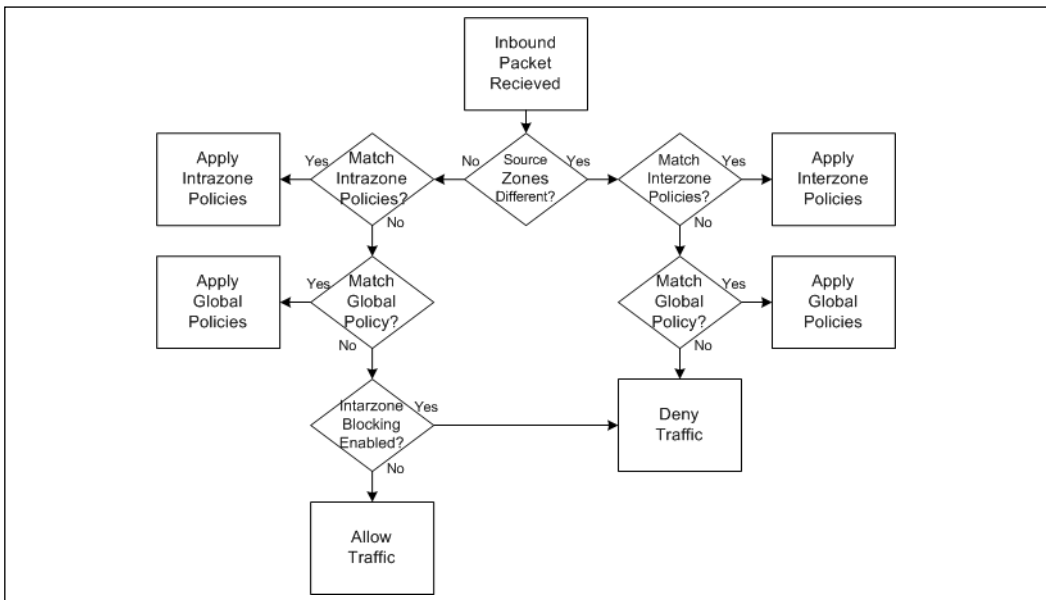 Inbound
Packet
Recieved
Apply
Intrazone
Policies
Yes
Match
Intrazone
Policies?
No
No
Source
Zones
Different?
Yes
Match
Interzone
Policies?
Yes
No
Apply
Interzone
Policies
Apply
Global
Policies
Yes
Match
Global
Policy?
No
Match
Global
Policy?
Yes
No
Apply
Global
Policies
Intarzone
Blocking
Enabled?
Yes
No
Deny
Traffic
Allow
Traffic